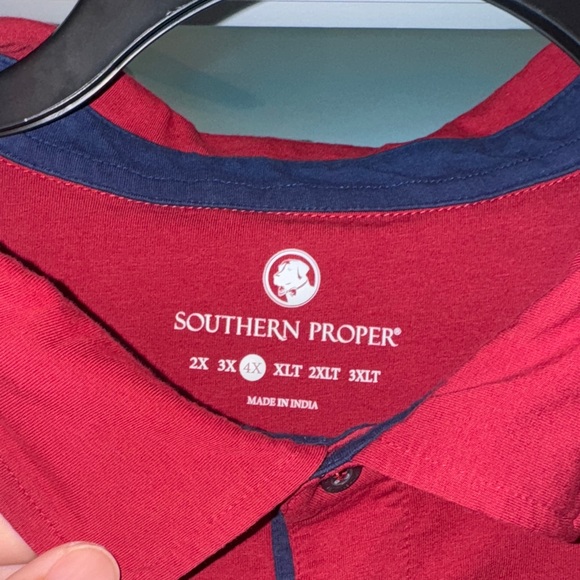 SOUTHERN PROPER®
2X 3X 4X XLT 2XLT 3XLT
MADE IN INDIA